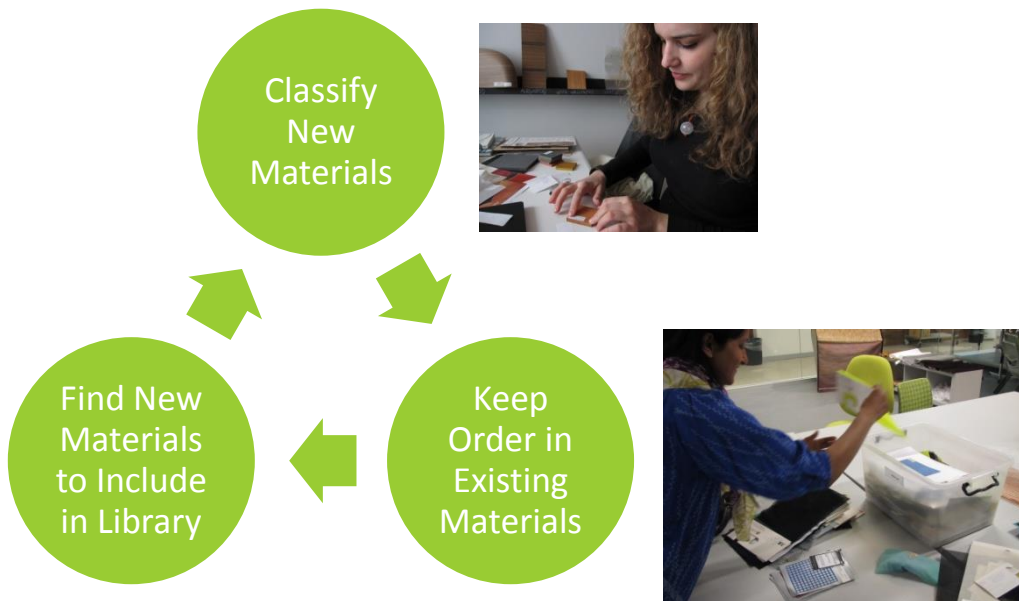 Classify
New
Materials
Find New
Materials
to Include
in Library
Keep
Order in
Existing
Materials